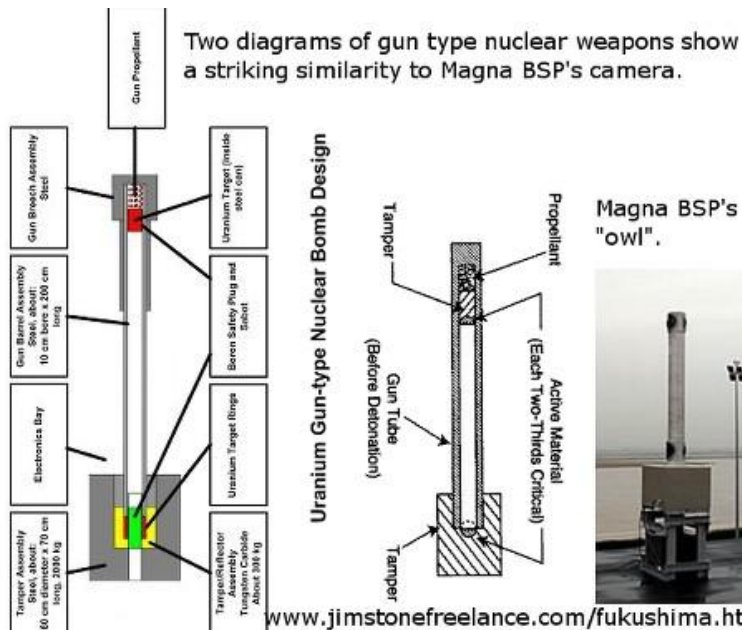 Two diagrams of gun type nuclear weapons show
a striking similarity to Magna BSP's camera.
Gun Propellant
Gun Breach Assembly
Steel
Uranium Target (inside
steel can)
Gun Barrel Assembly
Steel, about:
10 cm bore x 200 cm
long
Boron Safety Plug and
Sabot
Electronics Bay
Uranium Target Rings
Tamper Assembly
Steel, about:
60 cm diemeter x 70 cm
long, 2000 kg
Tamper/Reflector
Assembly
Tungsten Carbide
About 300 kg
Uranium Gun-type Nuclear Bomb Design
Tamper
Propellant
Gun Tube
(Before Detonation)
Active Material
(Each Two-Thirds Critical)
Tamper
Magna BSP's
"owl".
www.jimstonefreelance.com/fukushima.ht